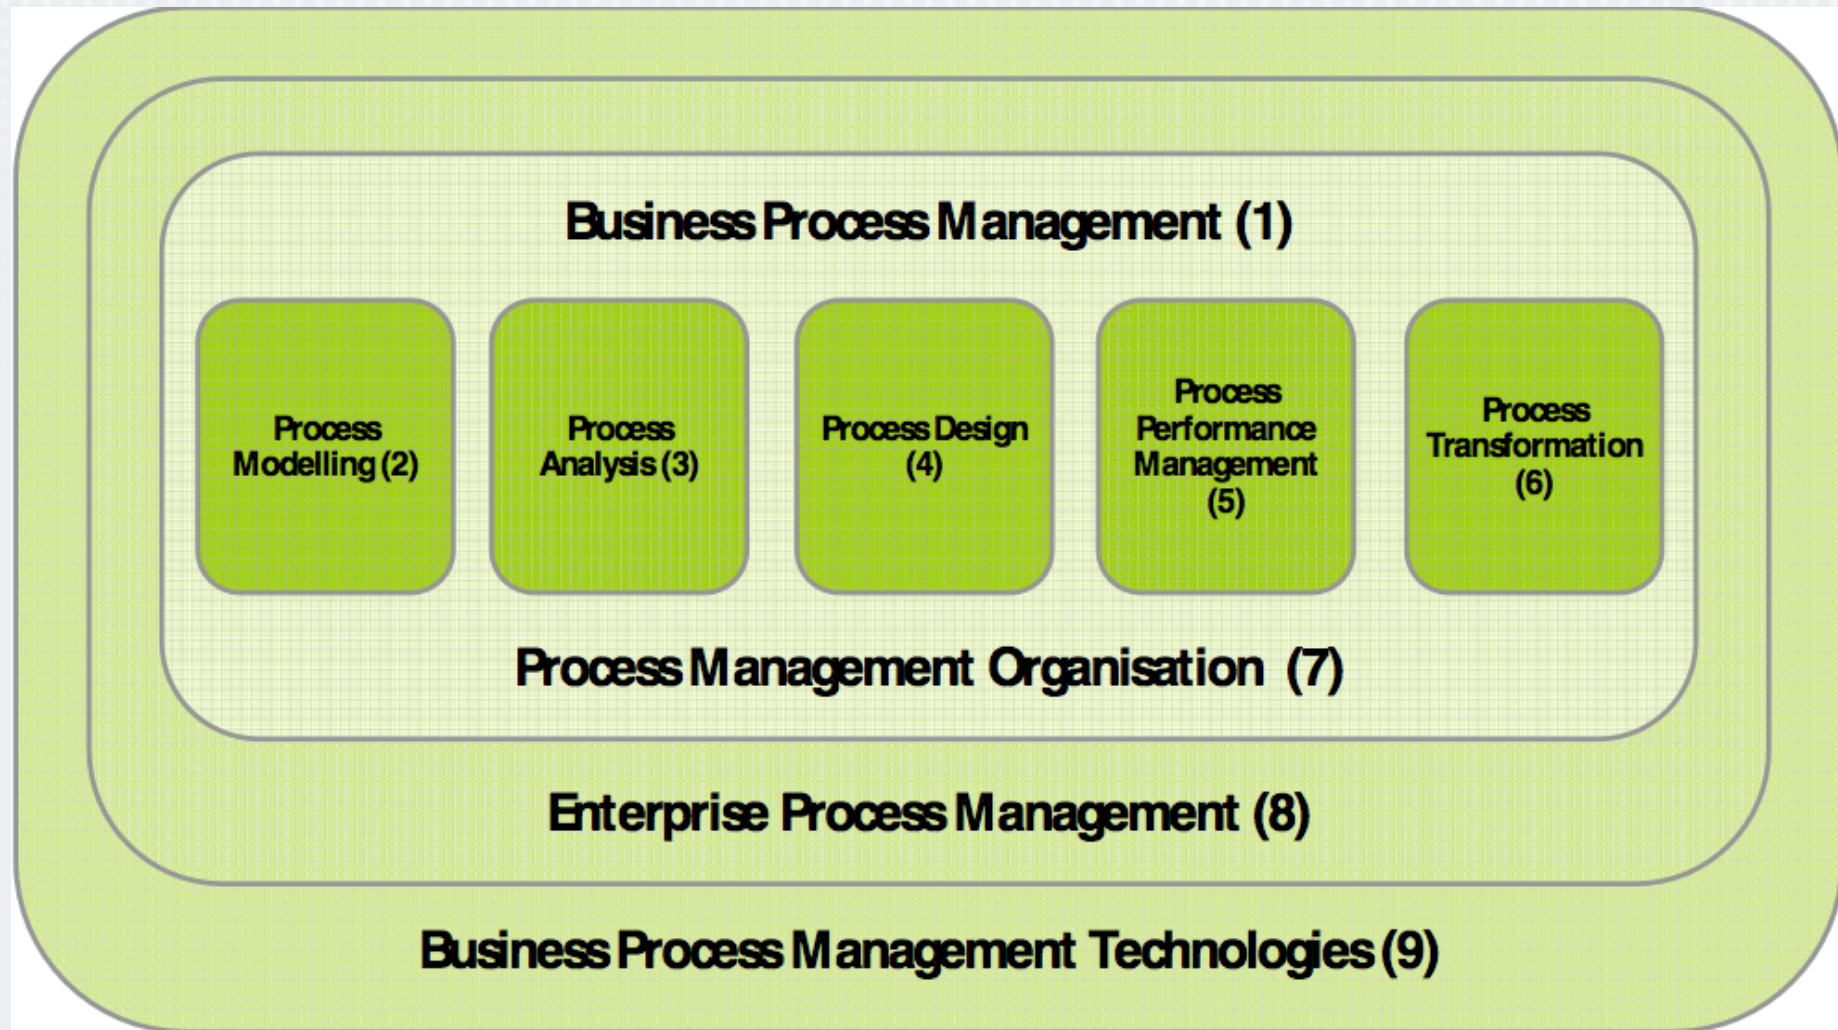 Business Process Management (1)
Process
Modelling (2)
Process
Analysis (3)
Process Design
(4)
Process
Performance
Management
(5)
Process
Transformation
(6)
Process Management Organisation (7)
Enterprise Process Management (8)
Business Process Management Technologies (9)